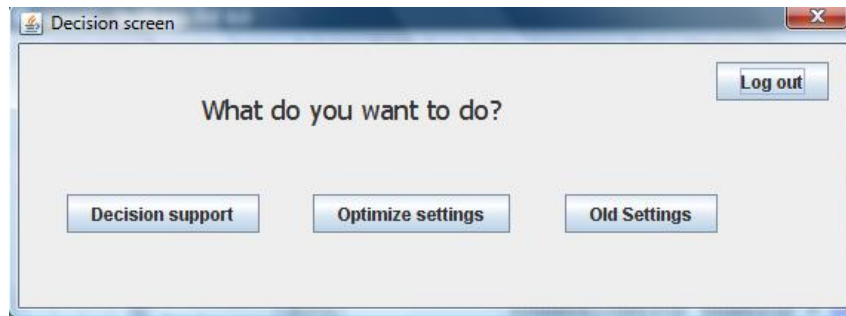 Decision screen
Log out
What do you want to do?
Decision support Optimize settings Old Settings